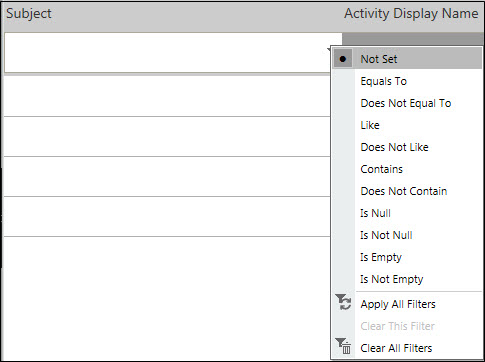 Subject Activity Display Name
Not Set
Equals To
Does Not Equal To
Like
Does Not Like
Contains
Does Not Contain
Is Null
Is Not Null
Is Empty
Is Not Empty
Apply All Filters
Clear This Filter
Clear All Filters